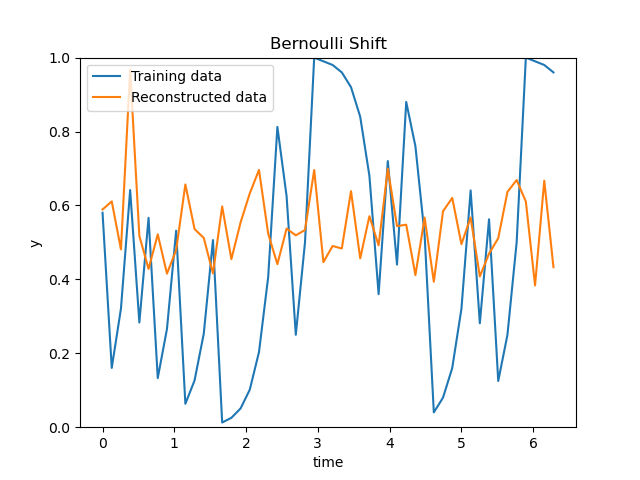 Bernoulli Shift
Training data
Reconstructed data
y
1.0
0.8
0.6
0.4
0.2
0.0
0 1 2 3 4 5 6
time